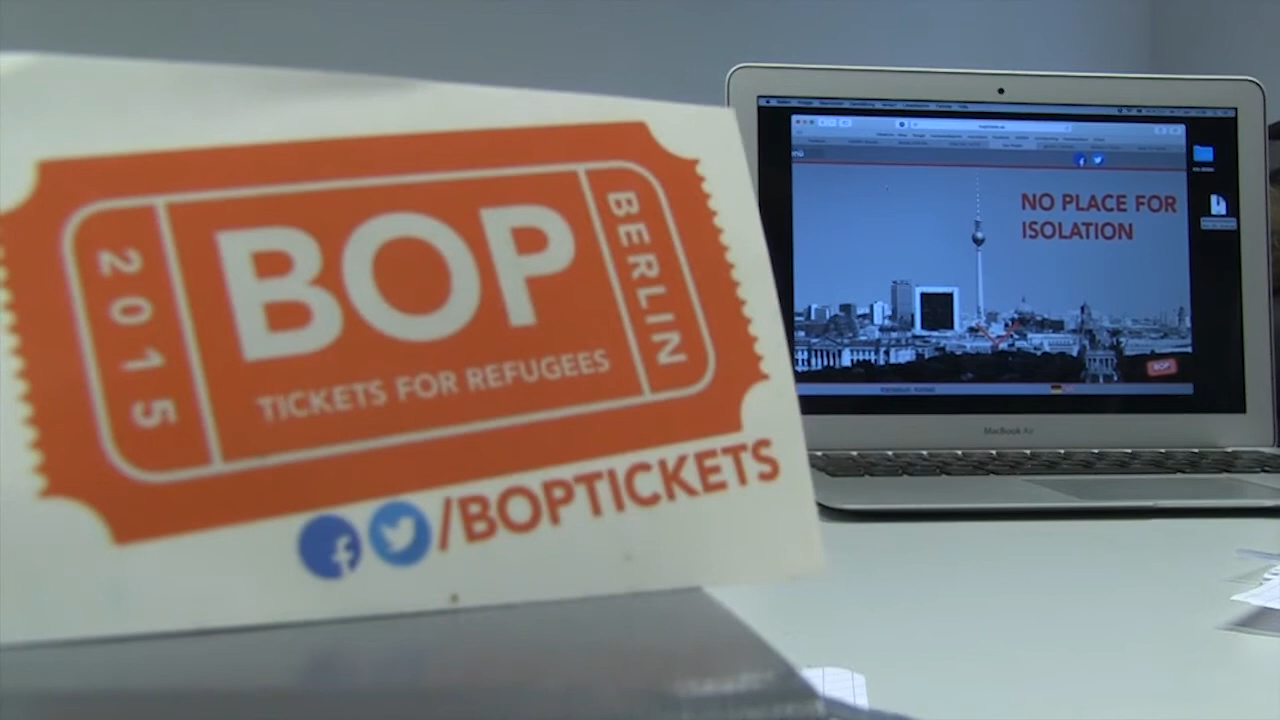 2015
BOP
TICKETS FOR REFUGEES
BERLIN
/BOPTICKETS
NO PLACE FOR
ISOLATION
BOP
MacBook Air